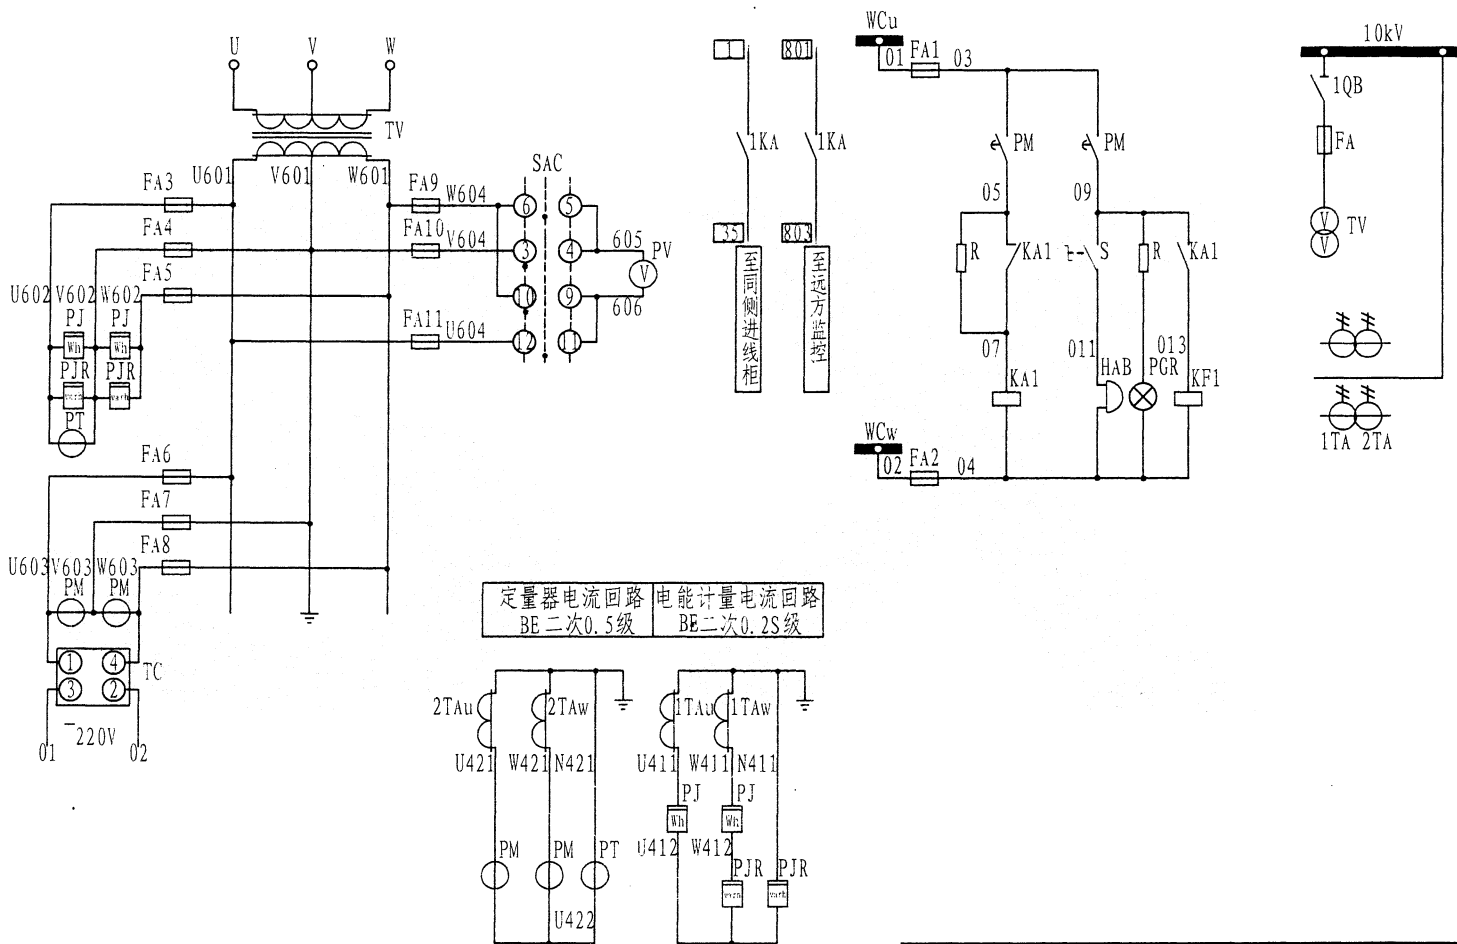 U V W
TV
U601 V601 W601
FA3
FA4
FA5
U602 V602 W602
PJ PJ
Wh Wh
PJR PJR
varh
PT
FA6
FA7
FA8
U603 V603 W603
PM PM
1 4
3 2
TC
220V
01 02
FA9 W604
FA10 V604
FA11 U604
SAC
6 5
3 4
10 9
12 11
605 PV
V
606
1 801
1KA 1KA
35 803
至同侧进线柜
至远方监控
WCu
01 FA1 03
PM PM
05 09
R KA1 S R KA1
07 011 013
KA1 HAB PGR KF1
WCw
02 FA2 04
10kV
1QB
FA
V
V
TV
1TA 2TA
定量器电流回路 电能计量电流回路
BE二次0.5级 BE二次0.2S级
2TAu 2TAw
U421 W421 N421
PM PM PT
U422
1TAu 1TAw
U411 W411 N411
PJ PJ
Wh Wh
U412 W412
PJR PJR
varh